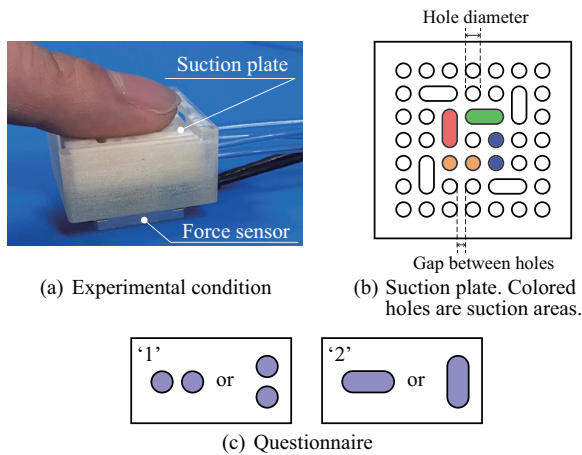 Suction plate
Force sensor
(a) Experimental condition
Hole diameter
Gap between holes
(b) Suction plate. Colored
holes are suction areas.
‘1’
or
‘2’
or
(c) Questionnaire